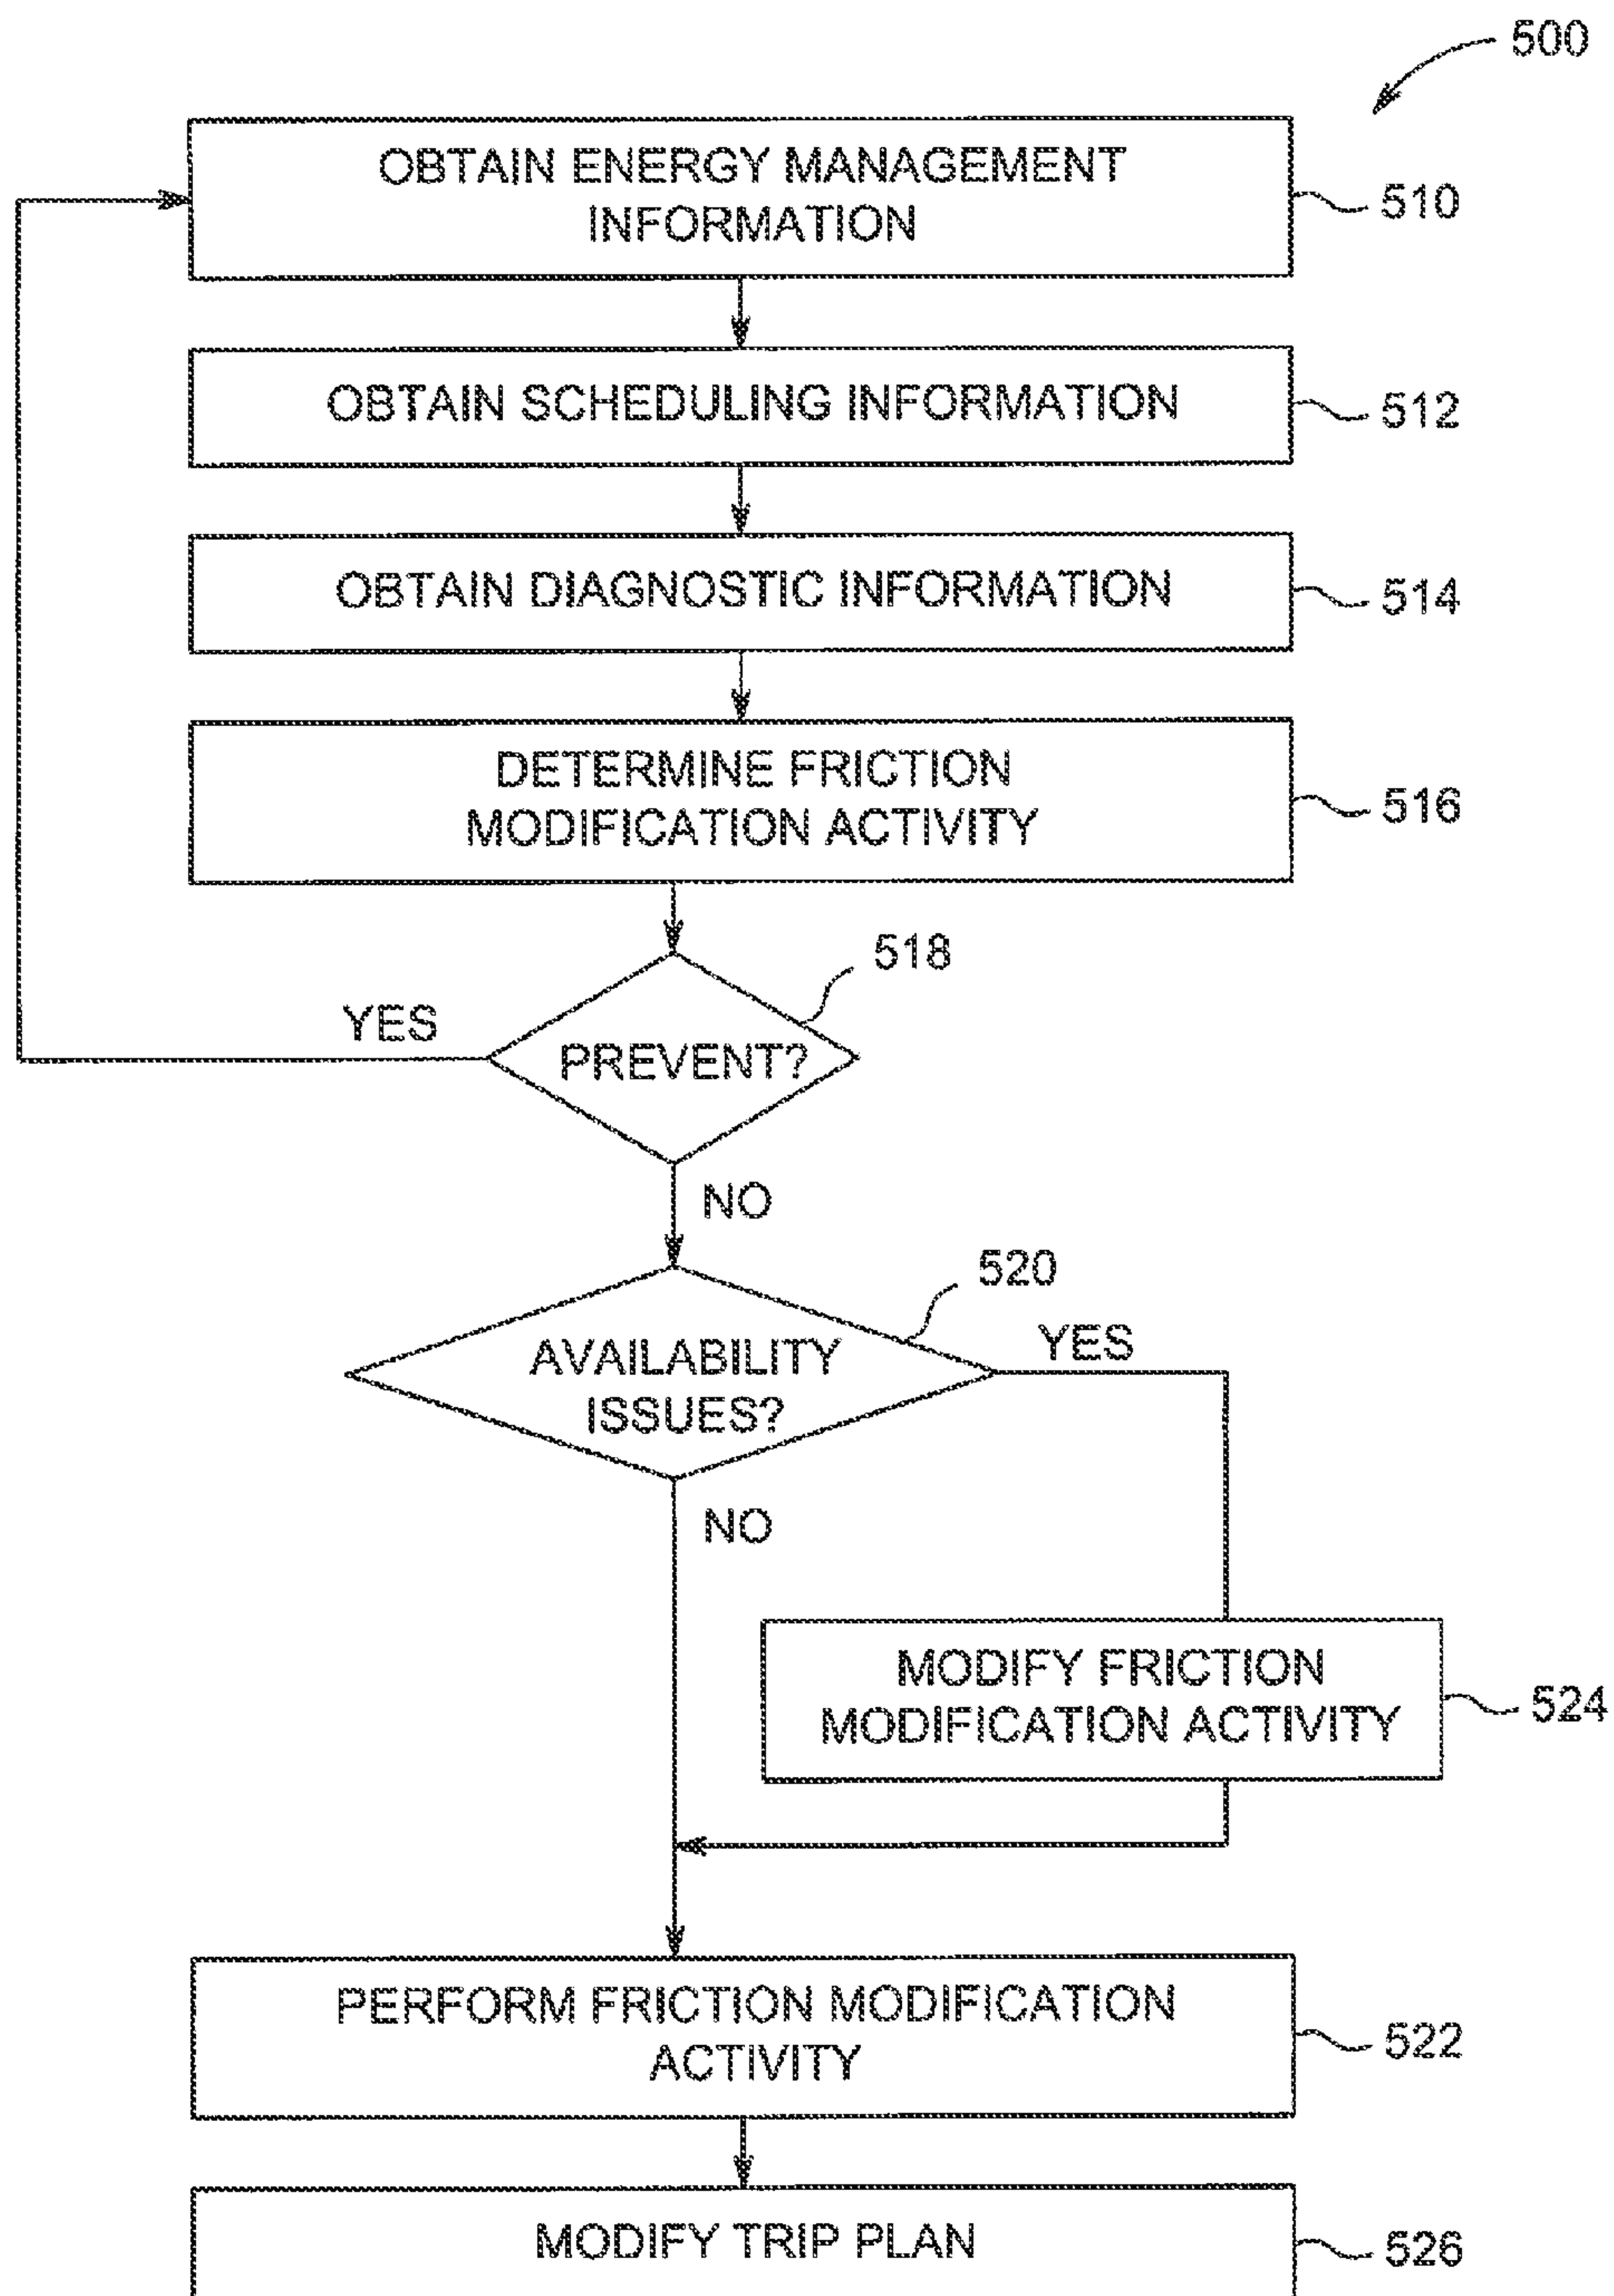 500
OBTAIN ENERGY MANAGEMENT
INFORMATION
510
OBTAIN SCHEDULING INFORMATION
512
OBTAIN DIAGNOSTIC INFORMATION
514
DETERMINE FRICTION
MODIFICATION ACTIVITY
516
518
YES
PREVENT?
NO
520
YES
AVAILABILITY
ISSUES?
NO
MODIFY FRICTION
MODIFICATION ACTIVITY
524
PERFORM FRICTION MODIFICATION
ACTIVITY
522
MODIFY TRIP PLAN
526